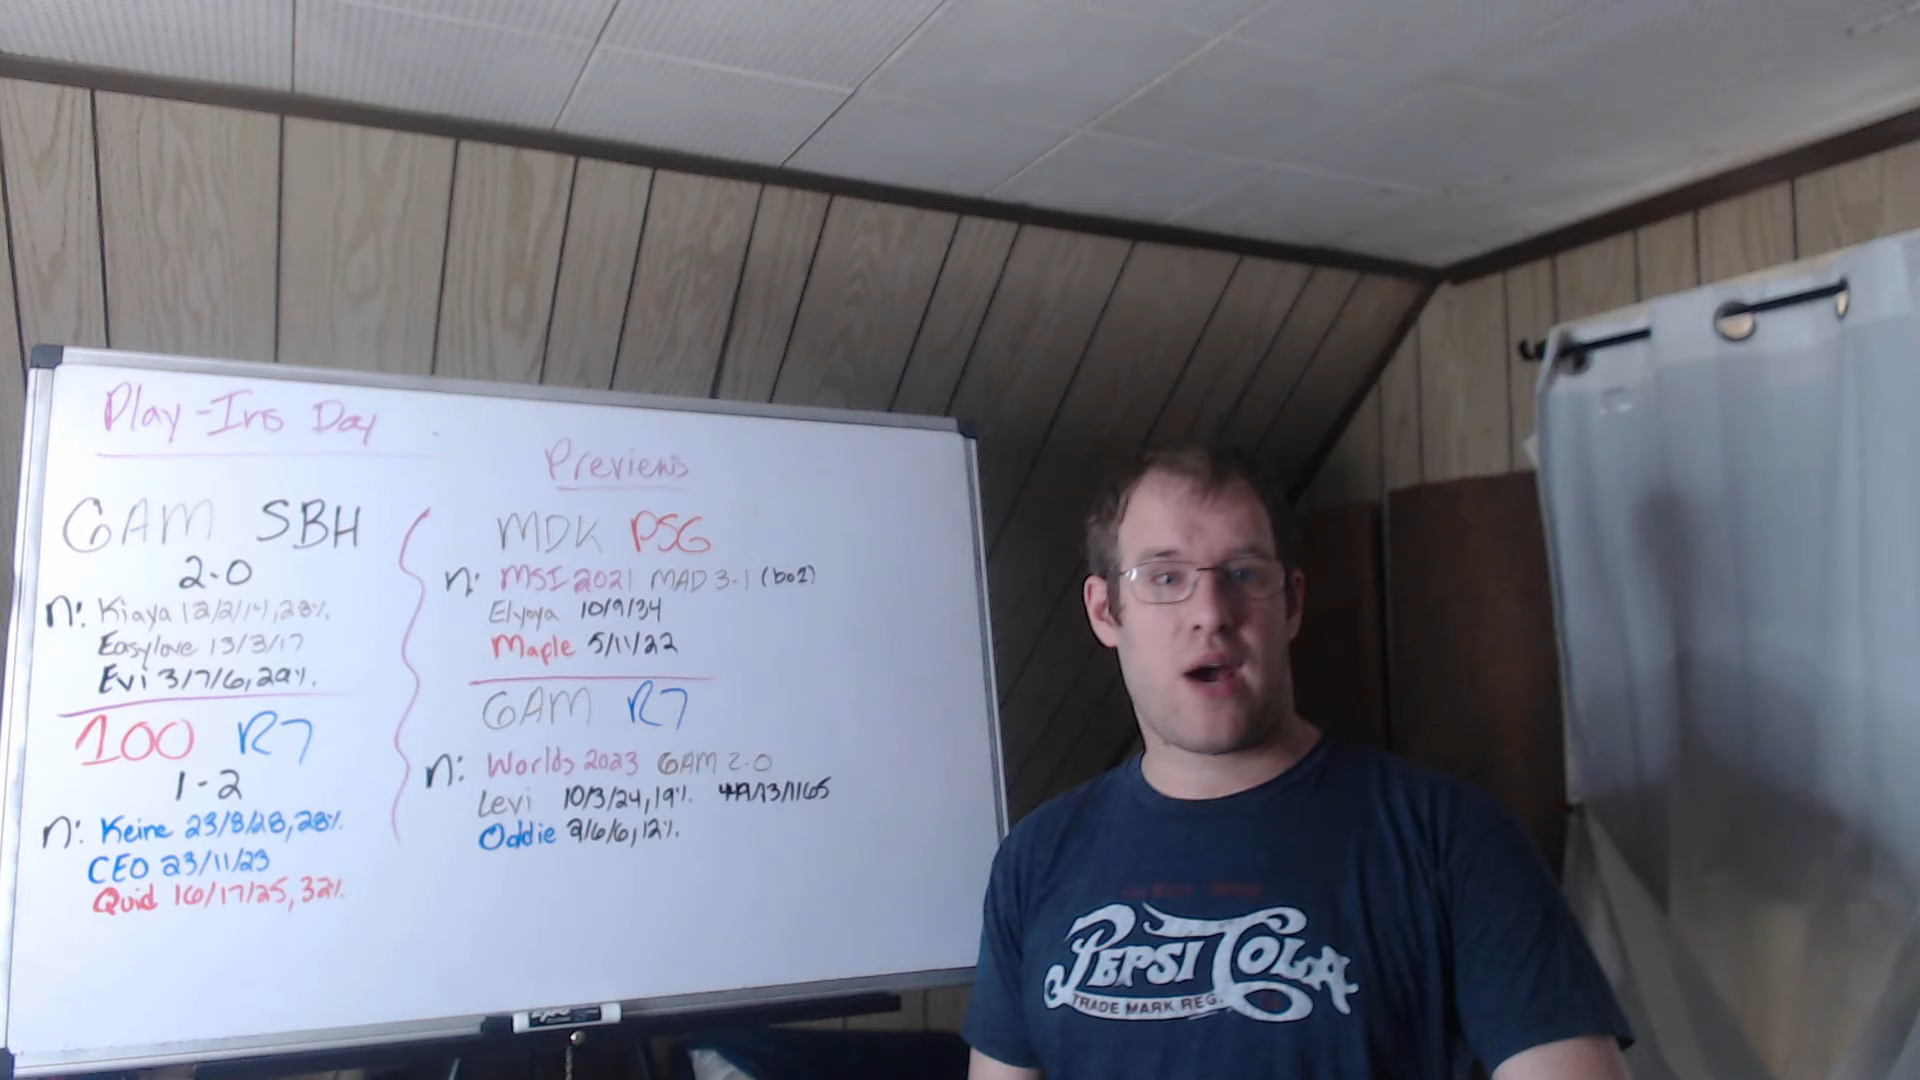 Play-Ins Day
GAM SBH
2-0
n: Kiaya 12/2/14, 28%.
Easylove 13/3/17
Evi 3/7/6, 29%.
100 R7
1-2
n: Keine 23/8/28, 28%.
CEO 23/11/23
Quid 16/17/25, 32%.
Previews
MDK PSG
n: MSI 2021 MAD 3-1 (bo1)
Elyoya 10/9/34
Maple 5/11/22
GAM R7
n: Worlds 2023 GAM 2-0
Levi 10/3/24, 19%.
Oddie 2/6/6, 12%.
PEPSI COLA
TRADE MARK REG.